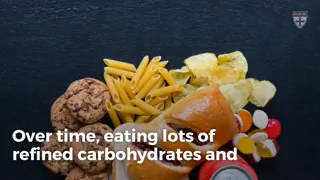 Over time, eating lots of
refined carbohydrates and